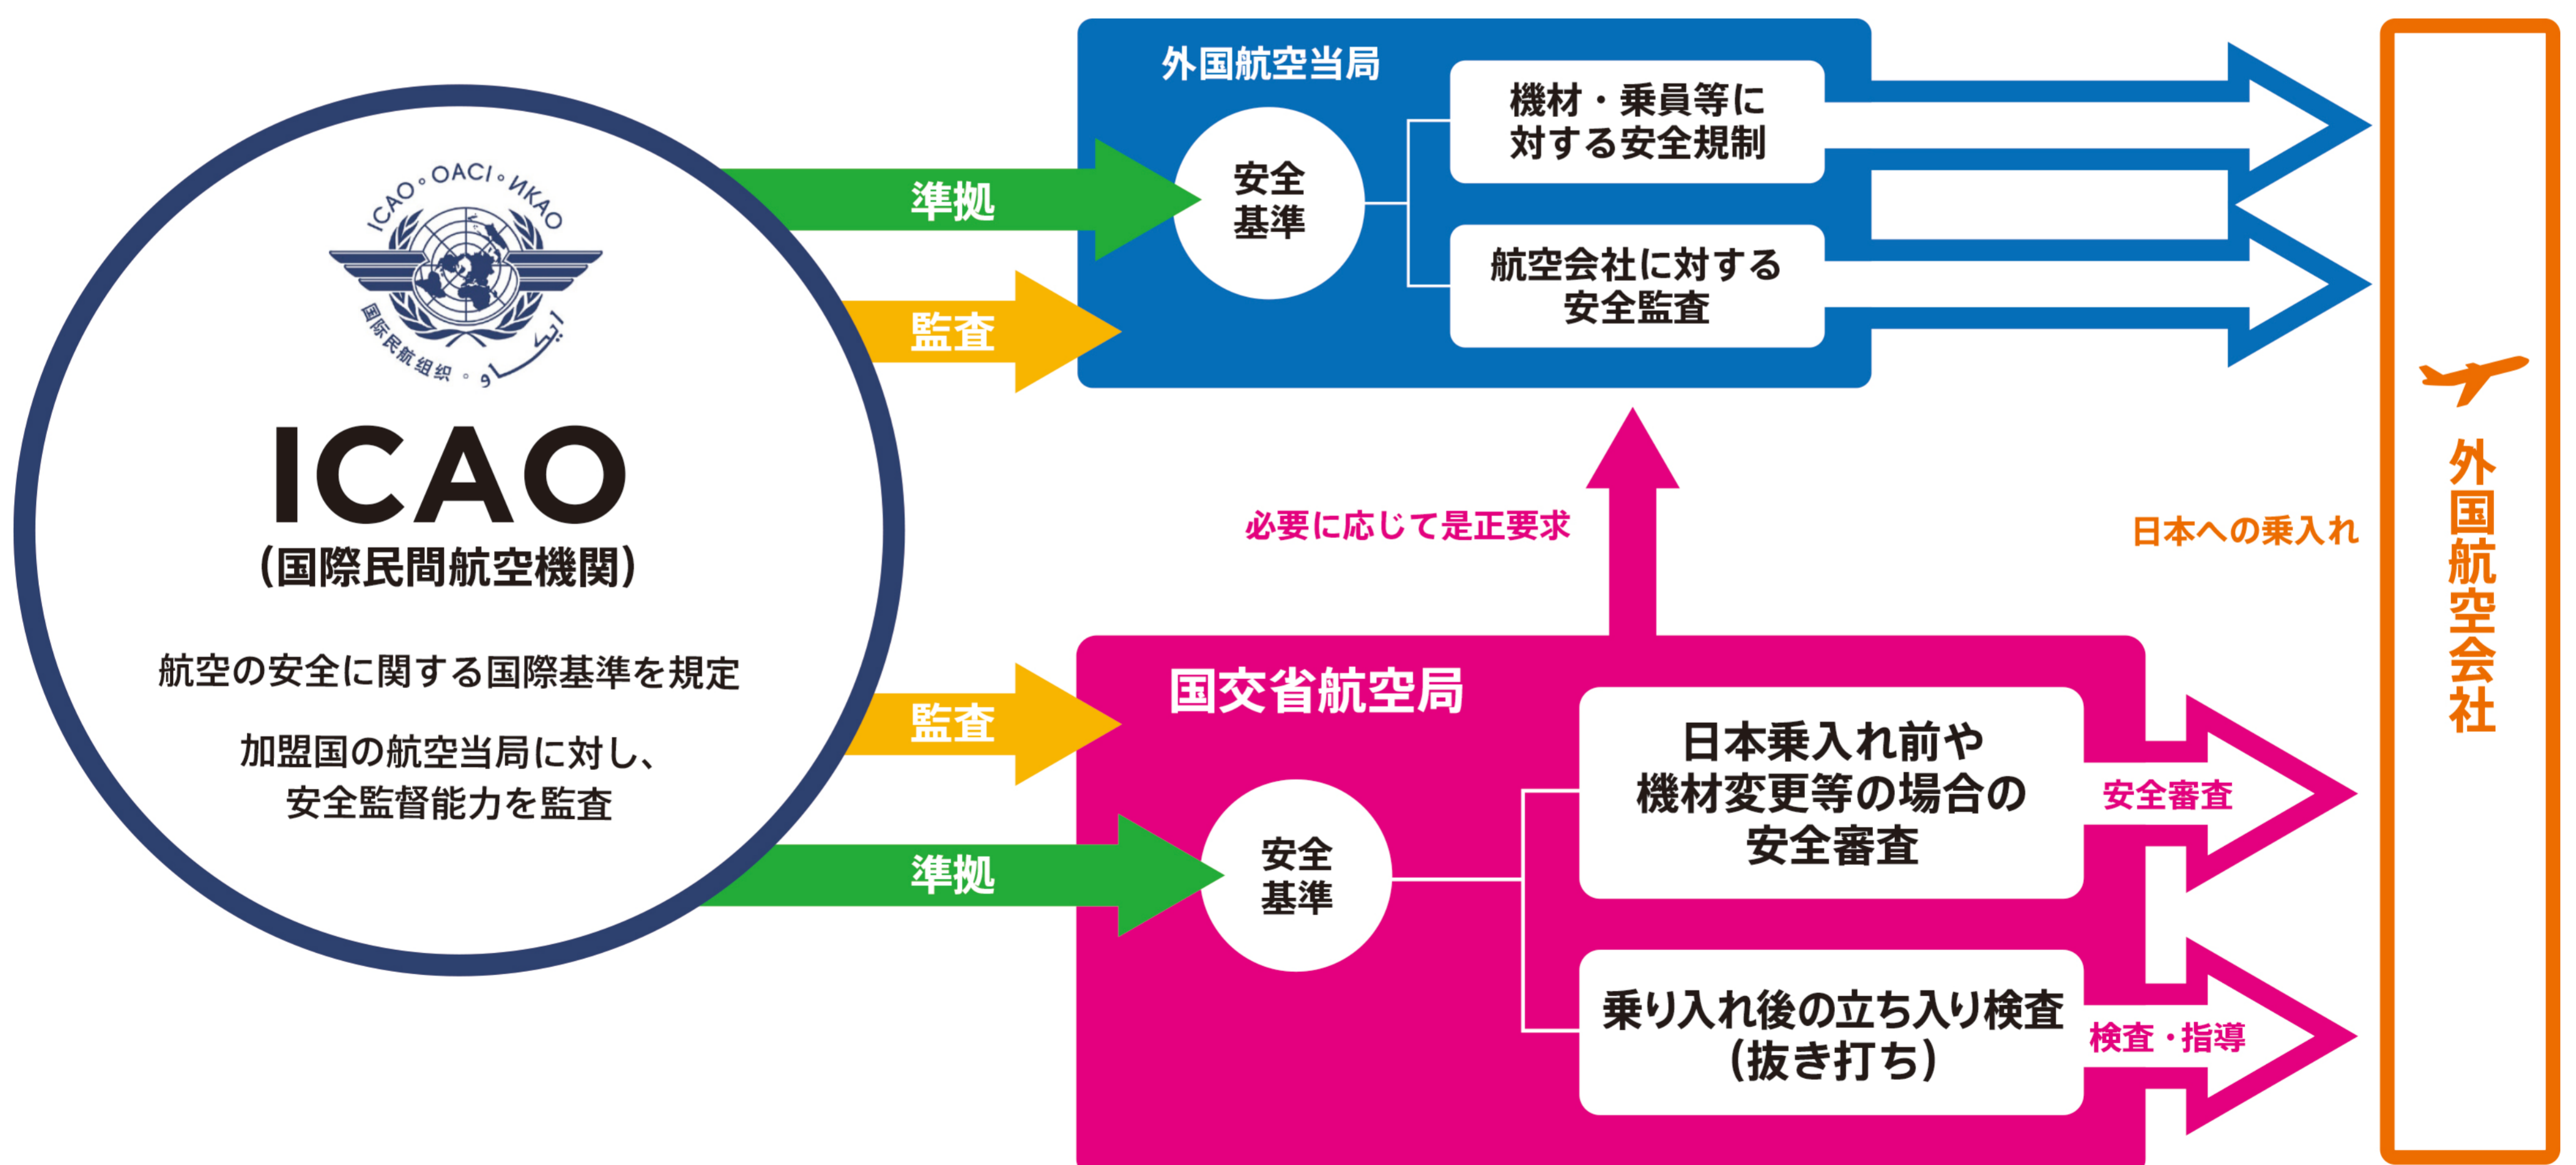 ICAO・OACI・ИКАО
国际民航组织・ايكاو
ICAO
(国際民間航空機関)
航空の安全に関する国際基準を規定
加盟国の航空当局に対し、
安全監督能力を監査
準拠
監査
外国航空当局
安全
基準
機材・乗員等に
対する安全規制
航空会社に対する
安全監査
必要に応じて是正要求
監査
準拠
国交省航空局
安全
基準
日本乗入れ前や
機材変更等の場合の
安全審査
乗り入れ後の立ち入り検査
(抜き打ち)
安全審査
検査・指導
日本への乗入れ
外国航空会社